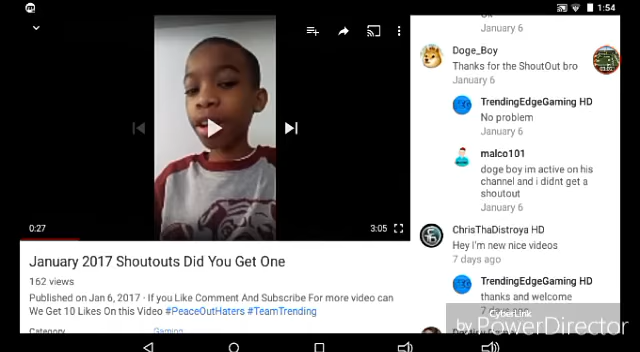 1:54
January 6
Doge_Boy
Thanks for the ShoutOut bro
January 6
TrendingEdgeGaming HD
No problem
January 6
malco101
doge boy im active on his
channel and i didnt get a
shoutout
January 6
ChrisThaDistroya HD
Hey I'm new nice videos
7 days ago
TrendingEdgeGaming HD
thanks and welcome
7 days ago
0:27
3:05
January 2017 Shoutouts Did You Get One
162 views
Published on Jan 6, 2017 · If you Like Comment And Subscribe For more video can
We Get 10 Likes On this Video #PeaceOutHaters #TeamTrending
Category
Gaming
CyberLink
by PowerDirector